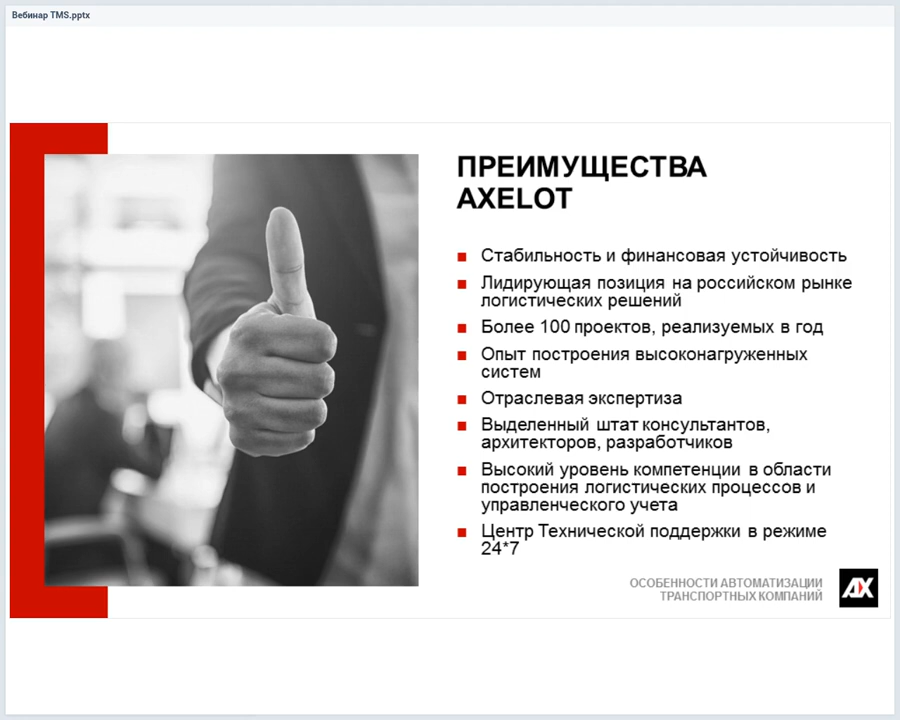 Вебинар TMS.pptx
ПРЕИМУЩЕСТВА
AXELOT
Стабильность и финансовая устойчивость
Лидирующая позиция на российском рынке
логистических решений
Более 100 проектов, реализуемых в год
Опыт построения высоконагруженных
систем
Отраслевая экспертиза
Выделенный штат консультантов,
архитекторов, разработчиков
Высокий уровень компетенции в области
построения логистических процессов и
управленческого учета
Центр Технической поддержки в режиме
24*7
ОСОБЕННОСТИ АВТОМАТИЗАЦИИ
ТРАНСПОРТНЫХ КОМПАНИЙ
AX